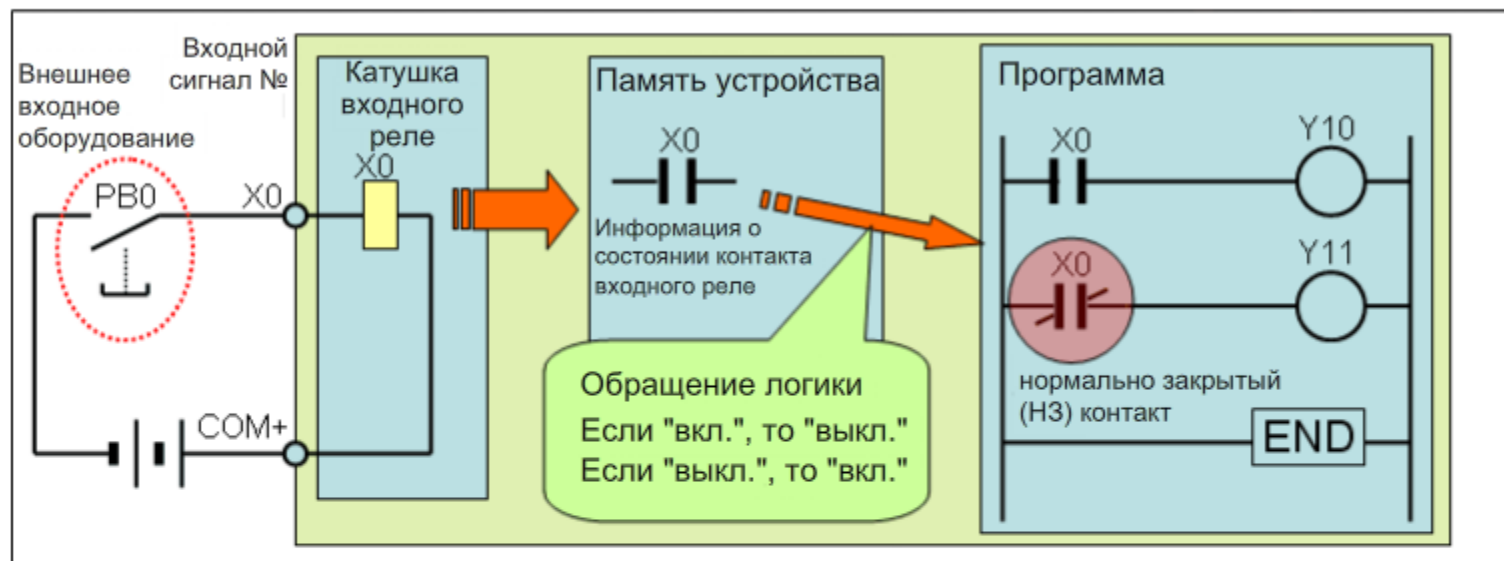 Внешнее
входное
оборудование
Входной
сигнал №
PB0
X0
COM+
Катушка
входного
реле
X0
Память устройства
X0
Информация о
состоянии контакта
входного реле
Обращение логики
Если "вкл.", то "выкл."
Если "выкл.", то "вкл."
Программа
X0
Y10
X0
Y11
нормально закрытый
(НЗ) контакт
END